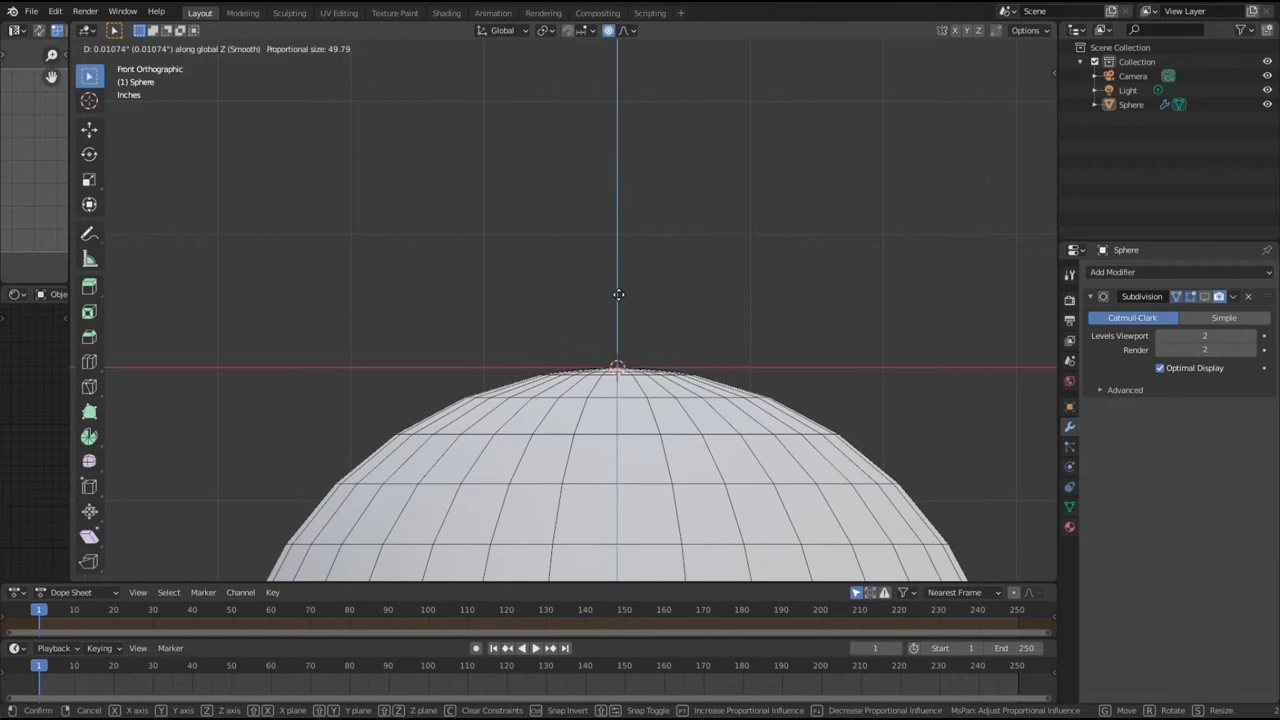 File Edit Render Window Help Layout Modeling Sculpting UV Editing Texture Paint Shading Animation Rendering Compositing Scripting + Scene View Layer
Global X Y Z Options
D: 0.01074" (0.01074") along global Z (Smooth) Proportional size: 49.79
Front Orthographic
(1) Sphere
Inches
Scene Collection
Collection
Camera
Light
Sphere
Sphere
Add Modifier
Subdivision
Catmull-Clark Simple
Levels Viewport 2
Render 2
Optimal Display
Advanced
Obje
Dope Sheet View Select Marker Channel Key Nearest Frame
1 10 20 30 40 50 60 70 80 90 100 110 120 130 140 150 160 170 180 190 200 210 220 230 240 250
Playback Keying View Marker 1 Start 1 End 250
1 10 20 30 40 50 60 70 80 90 100 110 120 130 140 150 160 170 180 190 200 210 220 230 240 250
Confirm Cancel X X axis Y Y axis Z Z axis X X plane Y Y plane Z Z plane C Clear Constraints Snap Invert Snap Toggle Increase Proportional Influence Decrease Proportional Influence MsPan: Adjust Proportional Influence G Move R Rotate S Resize